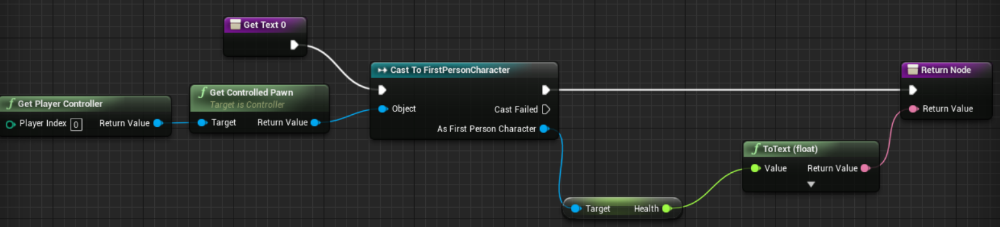 Get Text 0
Get Player Controller
Player Index 0 Return Value
Get Controlled Pawn
Target is Controller
Target Return Value
Cast To FirstPersonCharacter
Object Cast Failed
As First Person Character
Target Health
ToText (float)
Value Return Value
Return Node
Return Value